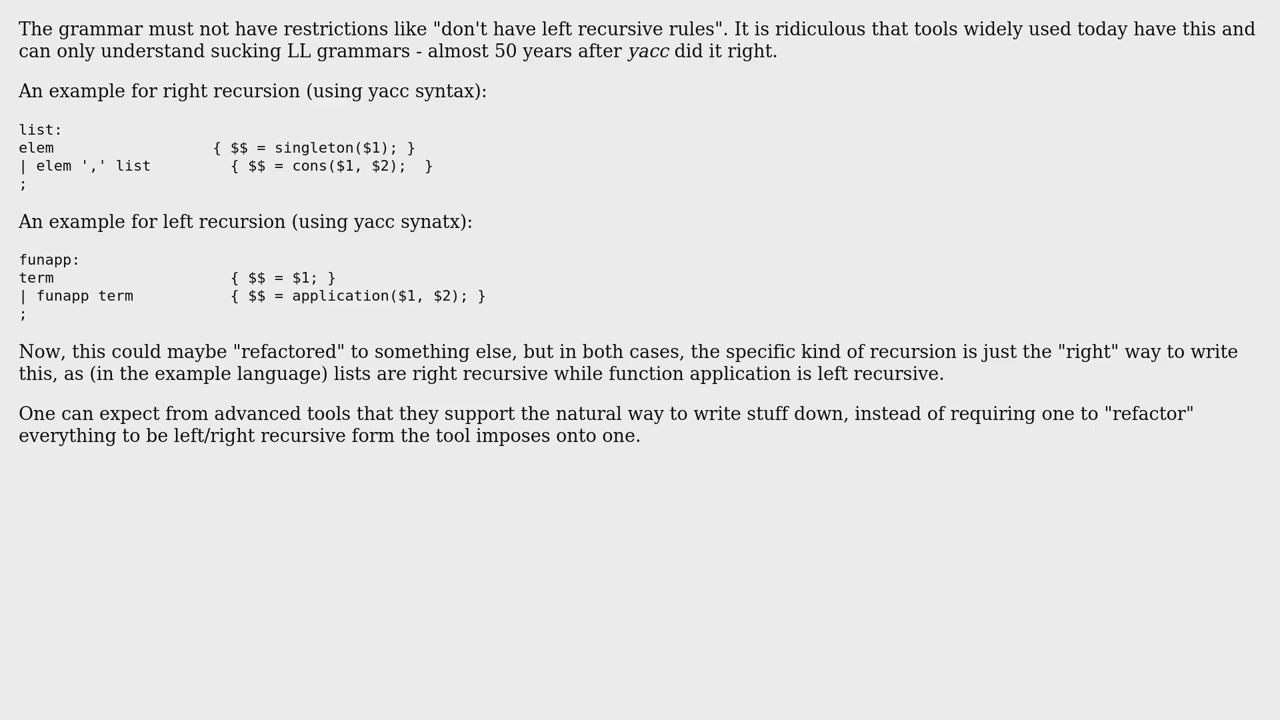 The grammar must not have restrictions like "don't have left recursive rules". It is ridiculous that tools widely used today have this and
can only understand sucking LL grammars - almost 50 years after yacc did it right.
An example for right recursion (using yacc syntax):
list:
elem                  { $$ = singleton($1); }
| elem ',' list         { $$ = cons($1, $2);  }
;
An example for left recursion (using yacc synatx):
funapp:
term                    { $$ = $1; }
| funapp term           { $$ = application($1, $2); }
;
Now, this could maybe "refactored" to something else, but in both cases, the specific kind of recursion is just the "right" way to write
this, as (in the example language) lists are right recursive while function application is left recursive.
One can expect from advanced tools that they support the natural way to write stuff down, instead of requiring one to "refactor"
everything to be left/right recursive form the tool imposes onto one.